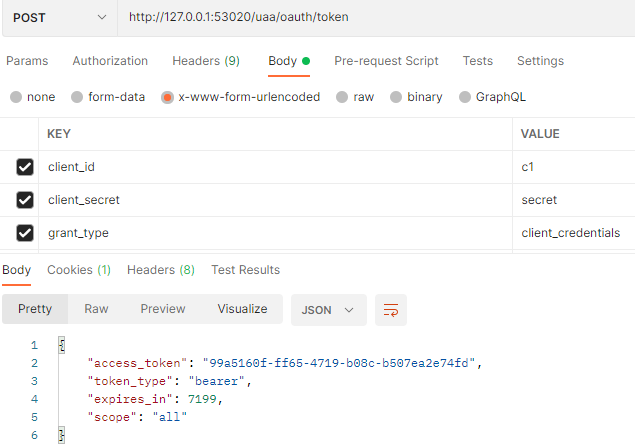 POST http://127.0.0.1:53020/uaa/oauth/token
Params Authorization Headers (9) Body Pre-request Script Tests Settings
none form-data x-www-form-urlencoded raw binary GraphQL
KEY VALUE
client_id c1
client_secret secret
grant_type client_credentials
Body Cookies (1) Headers (8) Test Results
Pretty Raw Preview Visualize JSON
1 {
2 "access_token": "99a5160f-ff65-4719-b08c-b507ea2e74fd",
3 "token_type": "bearer",
4 "expires_in": 7199,
5 "scope": "all"
6 }